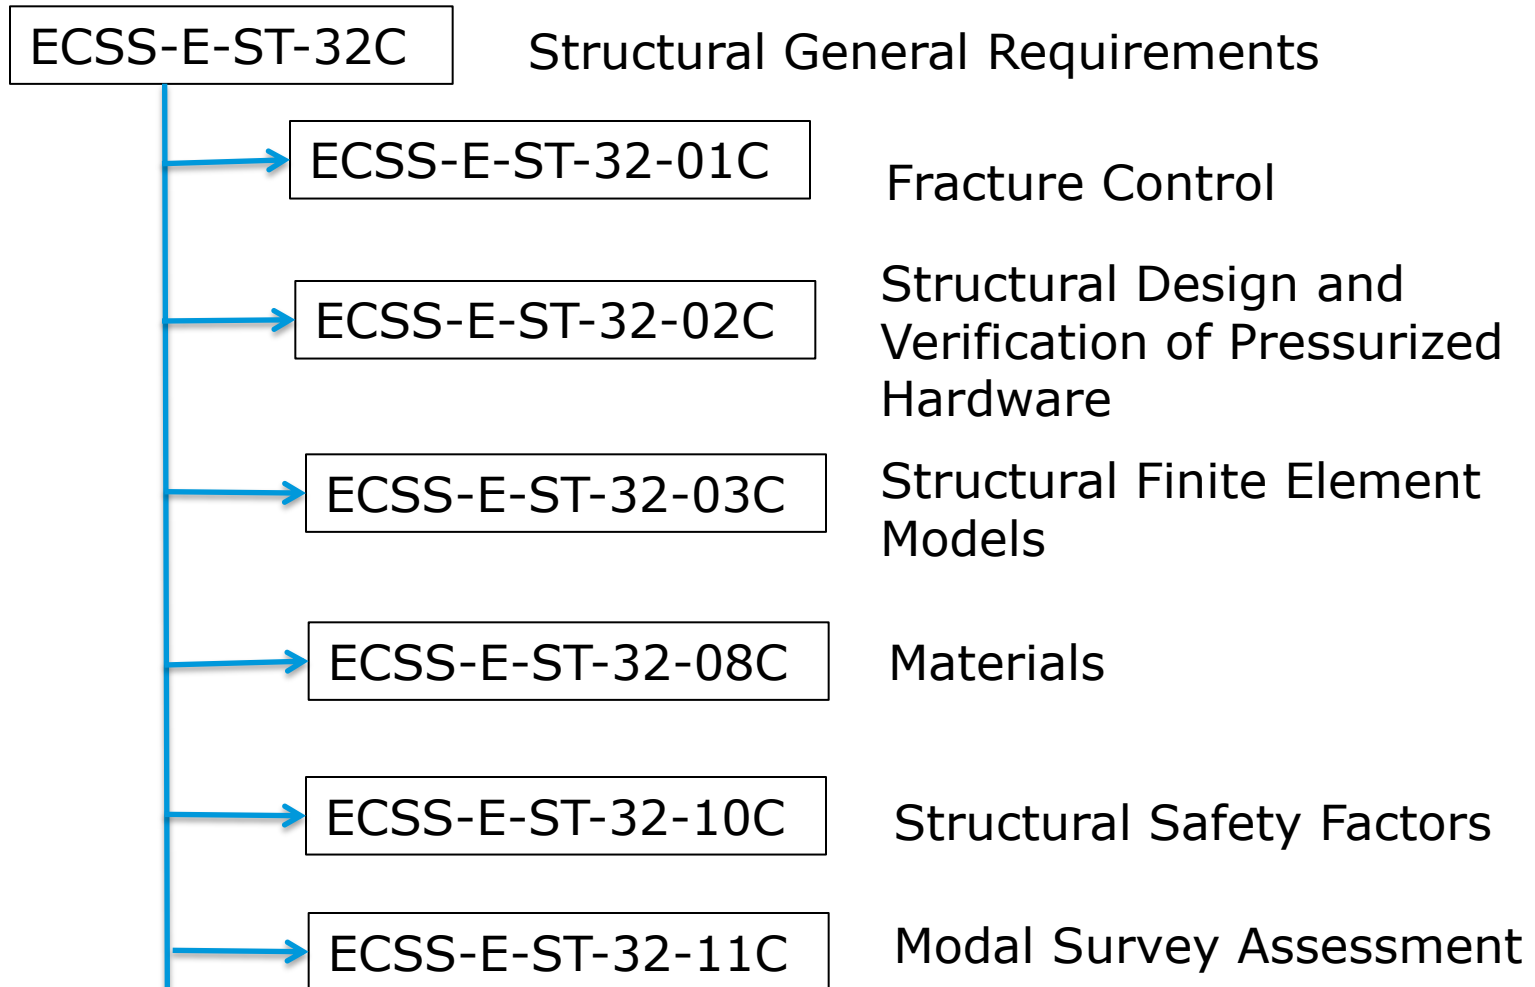 ECSS-E-ST-32C
Structural General Requirements
ECSS-E-ST-32-01C
Fracture Control
ECSS-E-ST-32-02C
Structural Design and
Verification of Pressurized
Hardware
ECSS-E-ST-32-03C
Structural Finite Element
Models
ECSS-E-ST-32-08C
Materials
ECSS-E-ST-32-10C
Structural Safety Factors
ECSS-E-ST-32-11C
Modal Survey Assessment